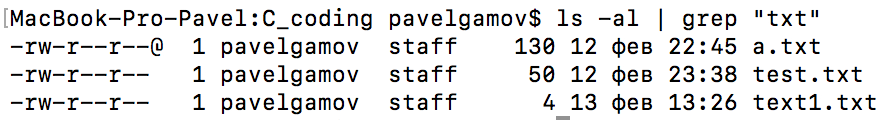 [MacBook-Pro-Pavel:C_coding pavelgamov$ ls -al | grep "txt"
-rw-r--r--@  1 pavelgamov  staff    130 12 фев 22:45 a.txt
-rw-r--r--   1 pavelgamov  staff     50 12 фев 23:38 test.txt
-rw-r--r--   1 pavelgamov  staff      4 13 фев 13:26 text1.txt